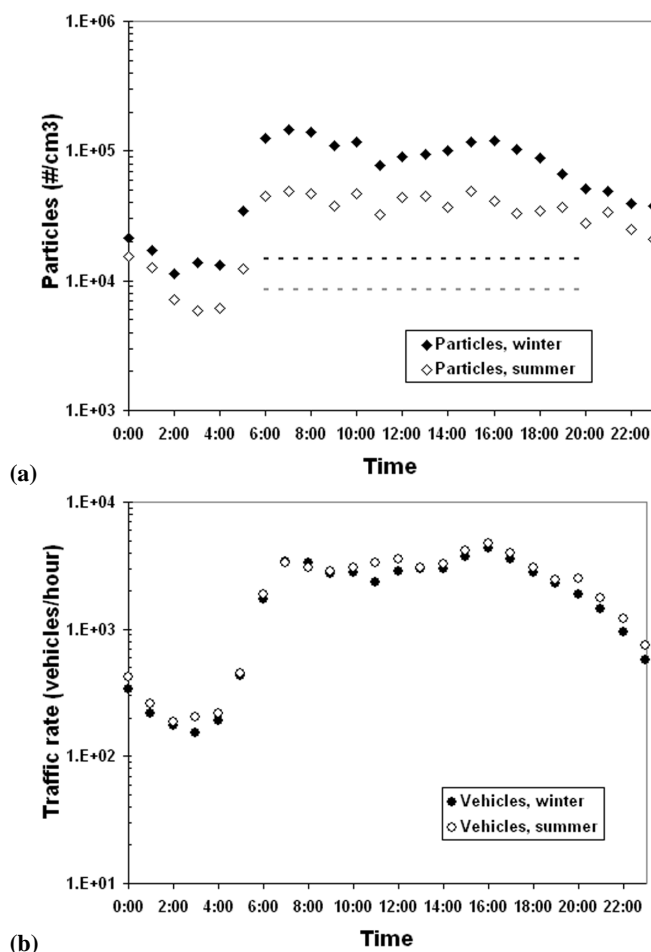 1.E+06
1.E+05
1.E+04
1.E+03
Particles (#/cm3)
Particles, winter
Particles, summer
0:00 2:00 4:00 6:00 8:00 10:00 12:00 14:00 16:00 18:00 20:00 22:00
Time
(a)
1.E+04
1.E+03
1.E+02
1.E+01
Traffic rate (vehicles/hour)
Vehicles, winter
Vehicles, summer
0:00 2:00 4:00 6:00 8:00 10:00 12:00 14:00 16:00 18:00 20:00 22:00
Time
(b)